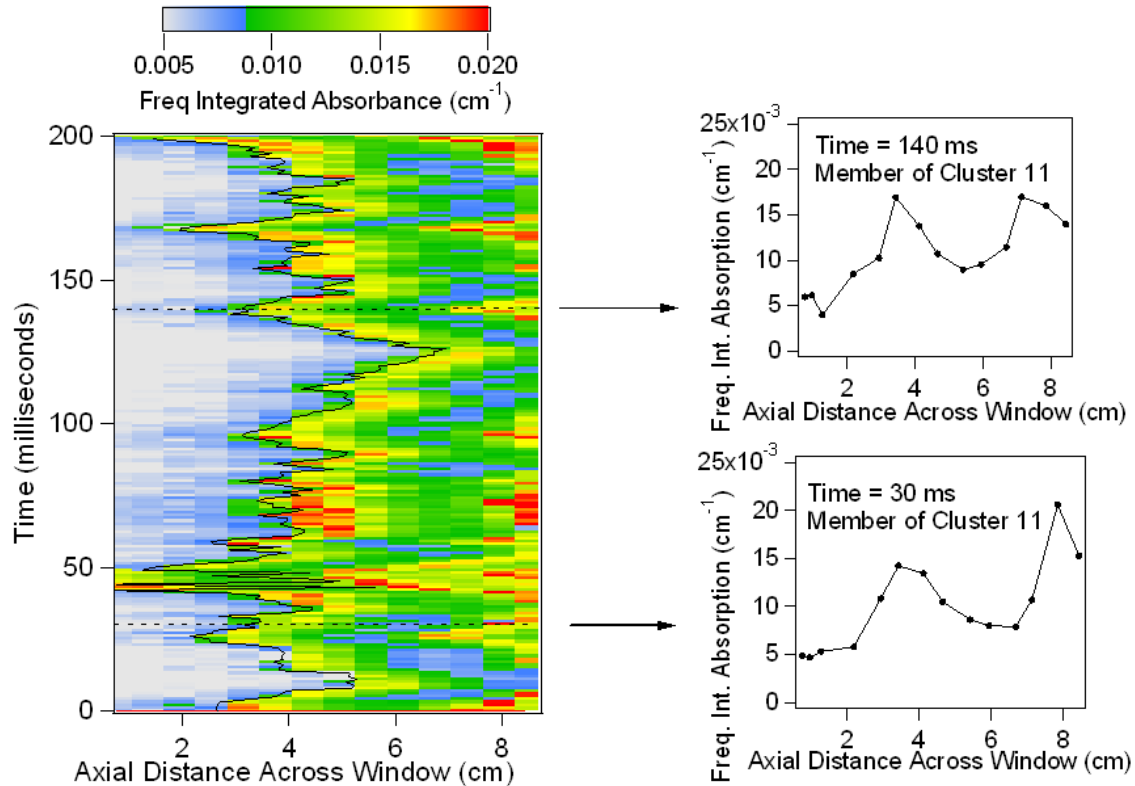 0.005 0.010 0.015 0.020
Freq Integrated Absorbance (cm⁻¹)
200
150
100
50
0
Time (milliseconds)
2 4 6 8
Axial Distance Across Window (cm)
25x10⁻³
20
15
10
5
0
Freq. Int. Absorption (cm⁻¹)
Time = 140 ms
Member of Cluster 11
2 4 6 8
Axial Distance Across Window (cm)
25x10⁻³
20
15
10
5
0
Freq. Int. Absorption (cm⁻¹)
Time = 30 ms
Member of Cluster 11
2 4 6 8
Axial Distance Across Window (cm)